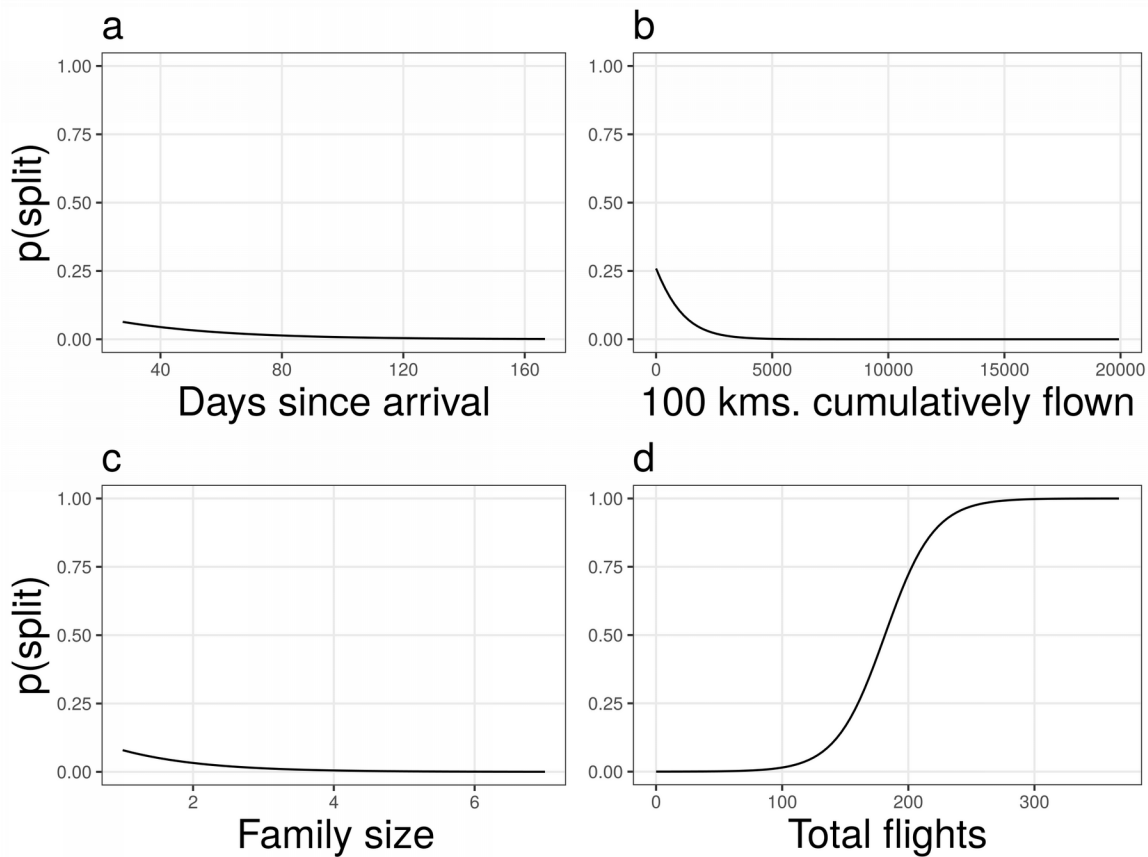 a
1.00
0.75
0.50
0.25
0.00
p(split)
40 80 120 160
Days since arrival
b
1.00
0.75
0.50
0.25
0.00
0 5000 10000 15000 20000
100 kms. cumulatively flown
c
1.00
0.75
0.50
0.25
0.00
p(split)
2 4 6
Family size
d
1.00
0.75
0.50
0.25
0.00
0 100 200 300
Total flights